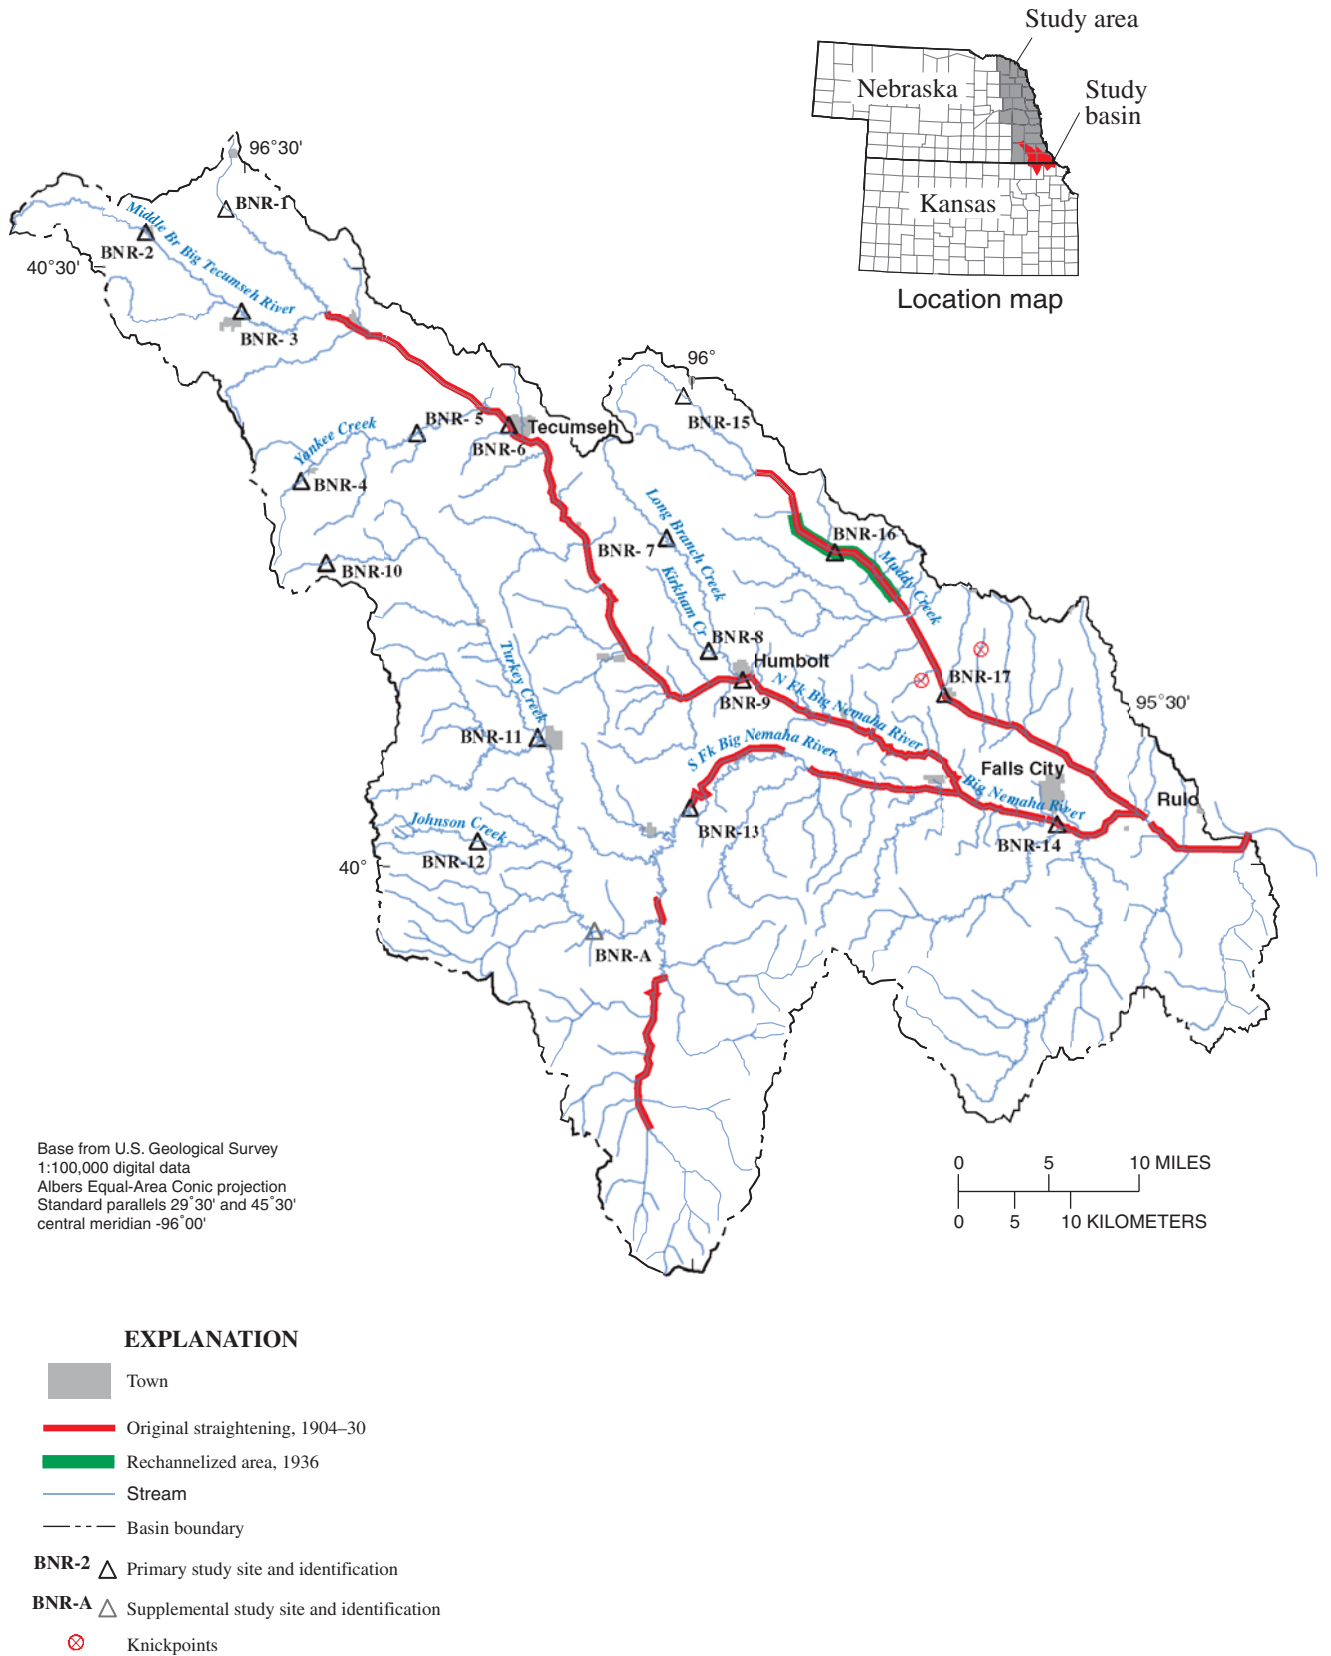 Study area
Nebraska
Study
basin
Kansas
Location map
96°30'
BNR-1
Middle Br Big Tecumseh River
BNR-2
40°30'
BNR- 3
96°
BNR-15
BNR- 5
Tecumseh
BNR-6
Yankee Creek
BNR-4
Long Branch Creek
BNR-16
BNR- 7
Muddy Creek
BNR-10
Kirkham Cr
BNR-8
Humbolt
Turkey Creek
BNR-17
N Fk Big Nemaha River
BNR-9
95°30'
BNR-11
S Fk Big Nemaha River
Falls City
Big Nemaha River
Rulo
Johnson Creek
BNR-13
BNR-14
BNR-12
40°
BNR-A
Base from U.S. Geological Survey
1:100,000 digital data
Albers Equal-Area Conic projection
Standard parallels 29°30' and 45°30'
central meridian -96°00'
0 5 10 MILES
0 5 10 KILOMETERS
EXPLANATION
Town
Original straightening, 1904–30
Rechannelized area, 1936
Stream
Basin boundary
BNR-2 Primary study site and identification
BNR-A Supplemental study site and identification
Knickpoints